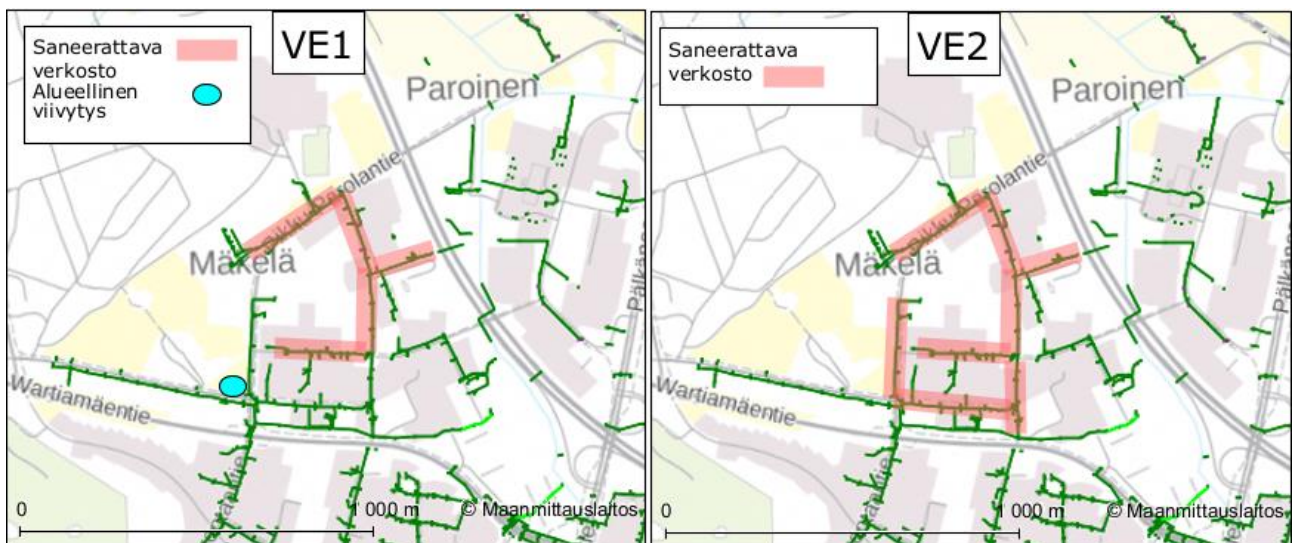 Saneerattava
verkosto
Alueellinen
viivytys
VE1
Paroinen
Mäkelä
Wartiamäentie
0
1 000 m
© Maanmittauslaitos
Saneerattava
verkosto
VE2
Paroinen
Mäkelä
Wartiamäentie
0
1 000 m
© Maanmittauslaitos